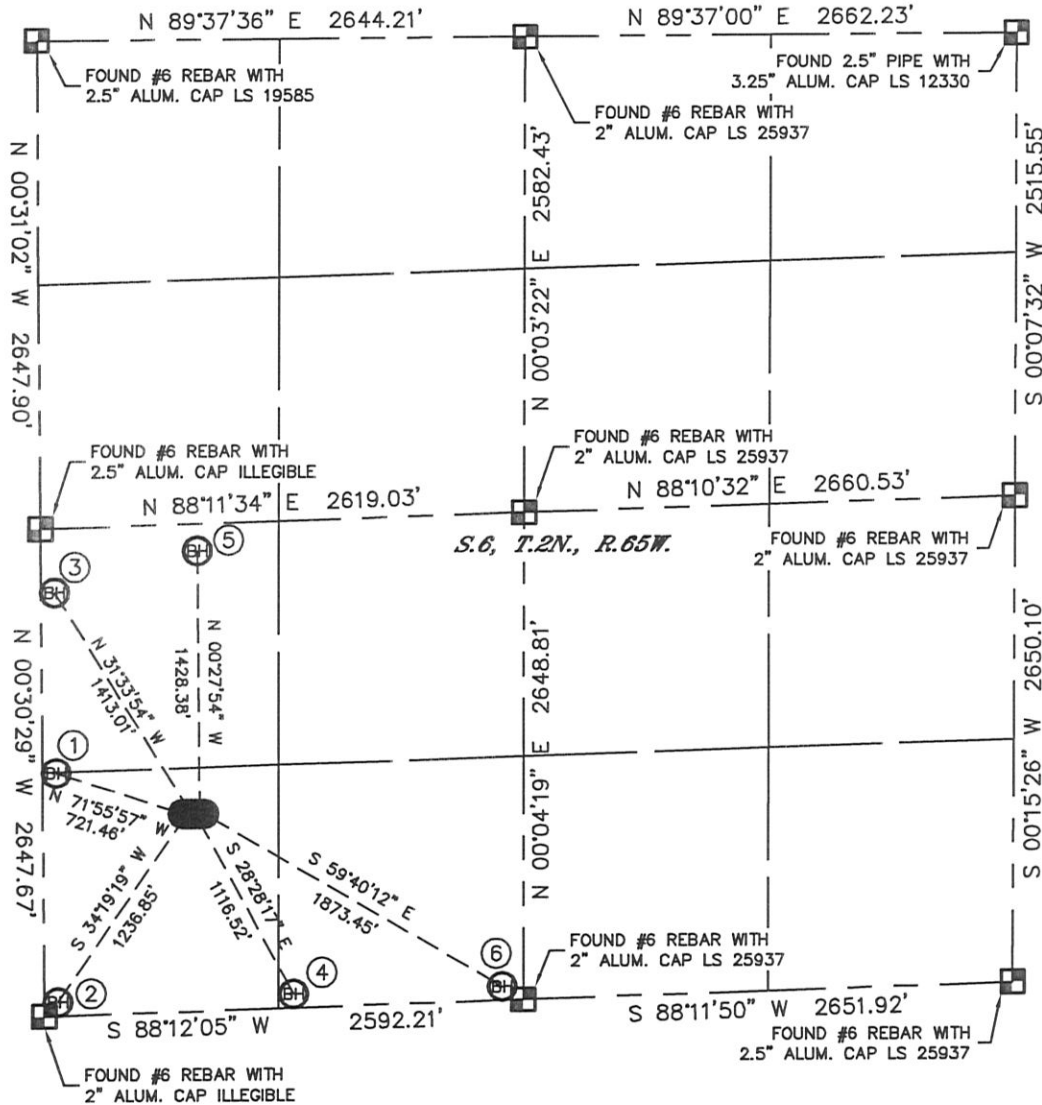 N 89°37'36" E 2644.21'
N 89°37'00" E 2662.23'
FOUND #6 REBAR WITH
2.5" ALUM. CAP LS 19585
FOUND #6 REBAR WITH
2" ALUM. CAP LS 25937
FOUND 2.5" PIPE WITH
3.25" ALUM. CAP LS 12330
N 00°31'02" W 2647.90'
N 00°03'22" E 2582.43'
S 00°07'32" W 2515.55'
FOUND #6 REBAR WITH
2.5" ALUM. CAP ILLEGIBLE
N 88°11'34" E 2619.03'
FOUND #6 REBAR WITH
2" ALUM. CAP LS 25937
N 88°10'32" E 2660.53'
S.6, T.2N., R.65W.
FOUND #6 REBAR WITH
2" ALUM. CAP LS 25937
BH 5
BH 3
N 31°33'54" W
1413.01'
N 00°27'54" W
1428.38'
N 00°30'29" W 2647.67'
N 00°04'19" E 2648.81'
S 00°15'26" W 2650.10'
BH 1
N 71°55'57" W
721.46'
S 34°19'19" W
1236.85'
S 28°28'17" E
1116.52'
S 59°40'12" E
1873.45'
BH 2
BH 4
BH 6
FOUND #6 REBAR WITH
2" ALUM. CAP LS 25937
S 88°12'05" W 2592.21'
S 88°11'50" W 2651.92'
FOUND #6 REBAR WITH
2.5" ALUM. CAP LS 25937
FOUND #6 REBAR WITH
2" ALUM. CAP ILLEGIBLE